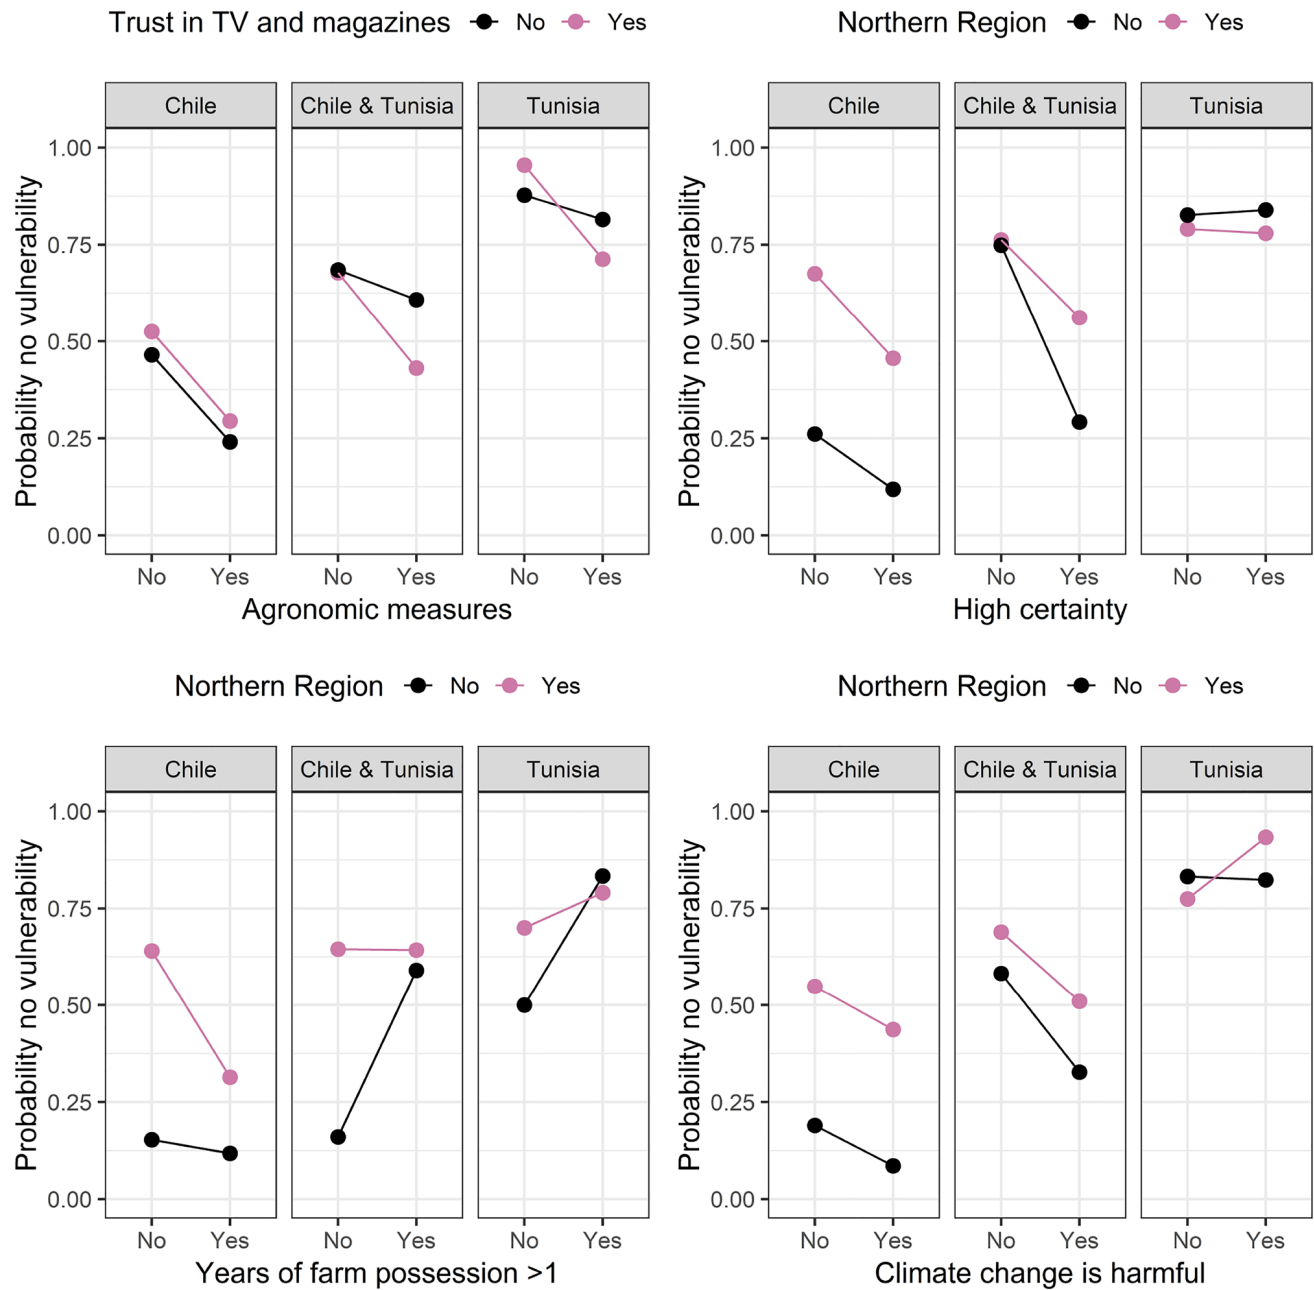 Trust in TV and magazines No Yes
Chile Chile & Tunisia Tunisia
Probability no vulnerability
1.00
0.75
0.50
0.25
0.00
No Yes No Yes No Yes
Agronomic measures
Northern Region No Yes
Chile Chile & Tunisia Tunisia
Probability no vulnerability
1.00
0.75
0.50
0.25
0.00
No Yes No Yes No Yes
High certainty
Northern Region No Yes
Chile Chile & Tunisia Tunisia
Probability no vulnerability
1.00
0.75
0.50
0.25
0.00
No Yes No Yes No Yes
Years of farm possession >1
Northern Region No Yes
Chile Chile & Tunisia Tunisia
Probability no vulnerability
1.00
0.75
0.50
0.25
0.00
No Yes No Yes No Yes
Climate change is harmful